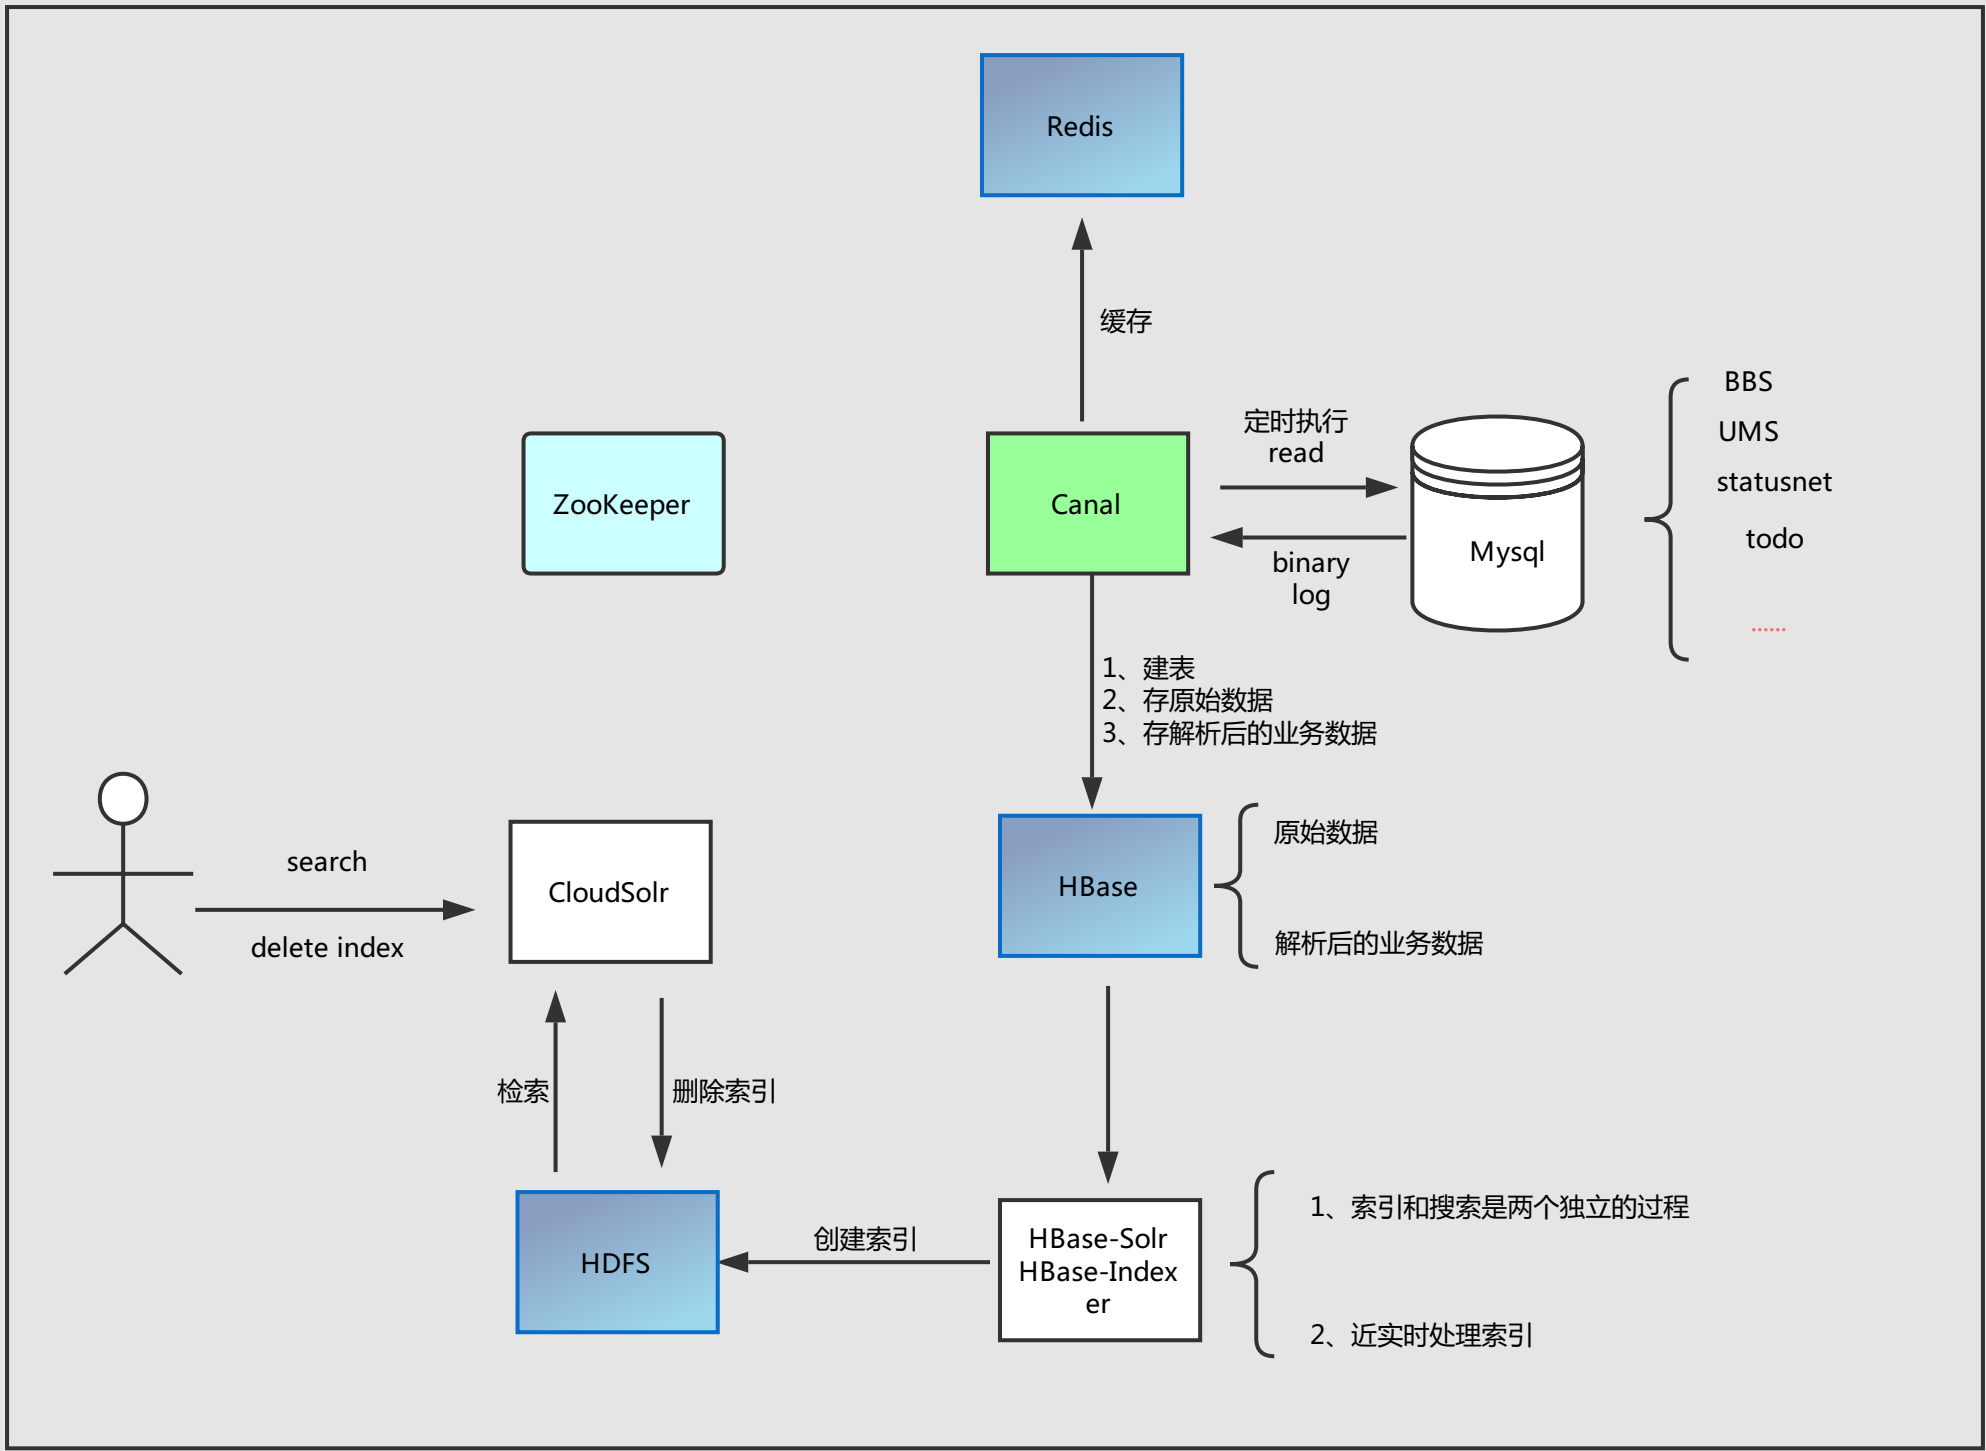 Redis
缓存
定时执行
read
BBS
UMS
statusnet
todo
......
ZooKeeper
Canal
Mysql
binary
log
1、建表
2、存原始数据
3、存解析后的业务数据
search
delete index
CloudSolr
HBase
原始数据
解析后的业务数据
检索
删除索引
HDFS
创建索引
HBase-Solr
HBase-Index
er
1、索引和搜索是两个独立的过程
2、近实时处理索引